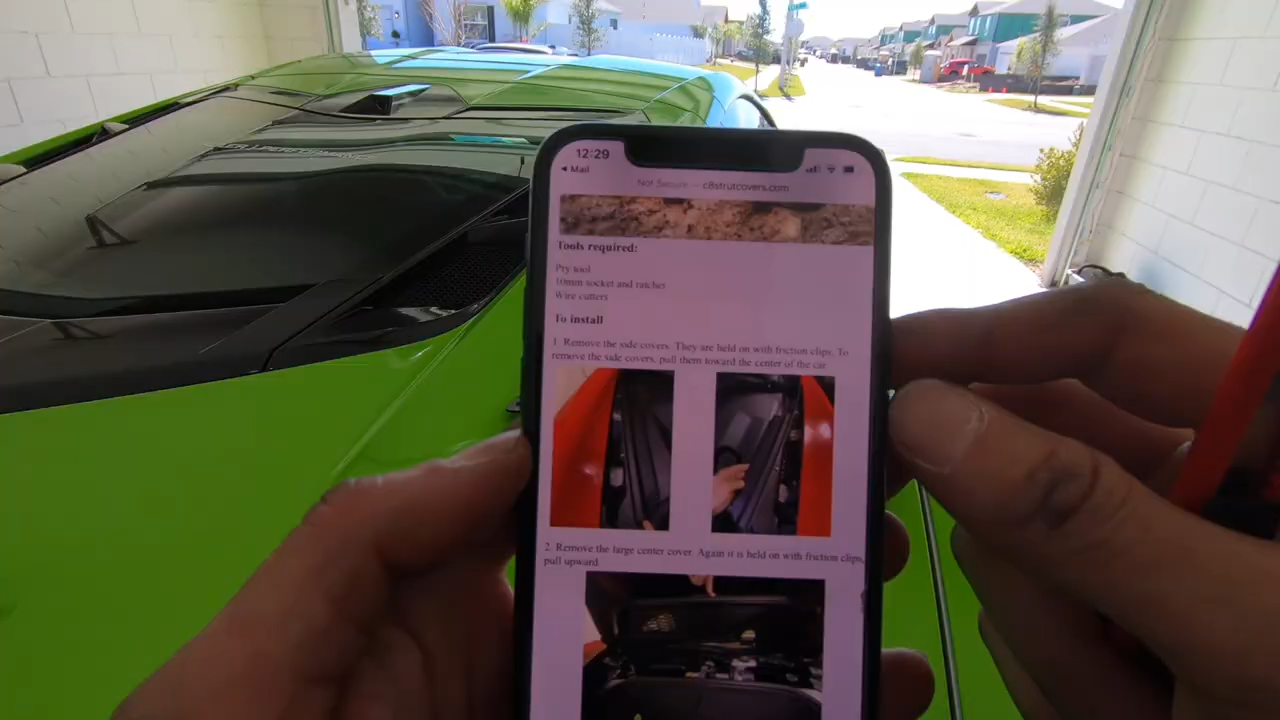 12:29
◀ Mail
Not Secure — c8strutcovers.com
Tools required:
Pry tool
10mm socket and ratchet
Wire cutters
To install
1. Remove the side covers. They are held on with friction clips. To
remove the side covers, pull them toward the center of the car
2. Remove the large center cover. Again it is held on with friction clips,
pull upward